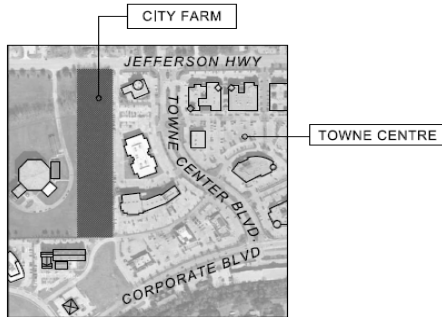 CITY FARM
JEFFERSON HWY
TOWNE CENTER BLVD.
TOWNE CENTRE
CORPORATE BLVD